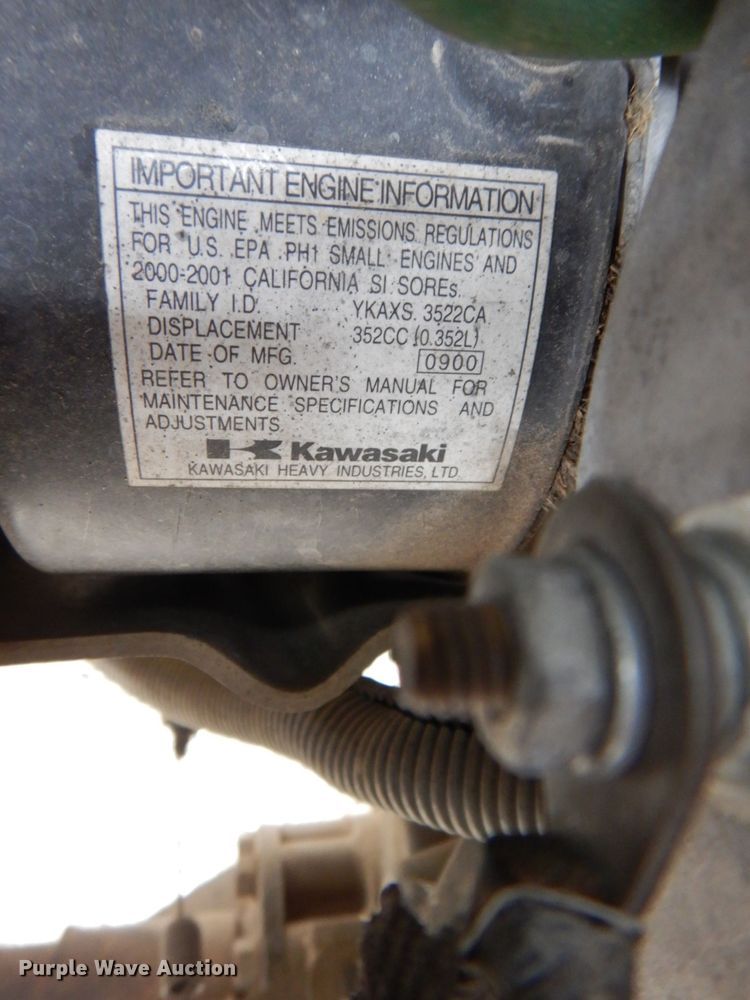 IMPORTANT ENGINE INFORMATION
THIS ENGINE MEETS EMISSIONS REGULATIONS
FOR U.S. EPA PH1 SMALL ENGINES AND
2000-2001 CALIFORNIA SI SOREs.
FAMILY I.D. YKAXS.3522CA
DISPLACEMENT 352CC (0.352L)
DATE OF MFG. 0900
REFER TO OWNER'S MANUAL FOR
MAINTENANCE SPECIFICATIONS AND
ADJUSTMENTS.
Kawasaki
KAWASAKI HEAVY INDUSTRIES, LTD.
Purple Wave Auction